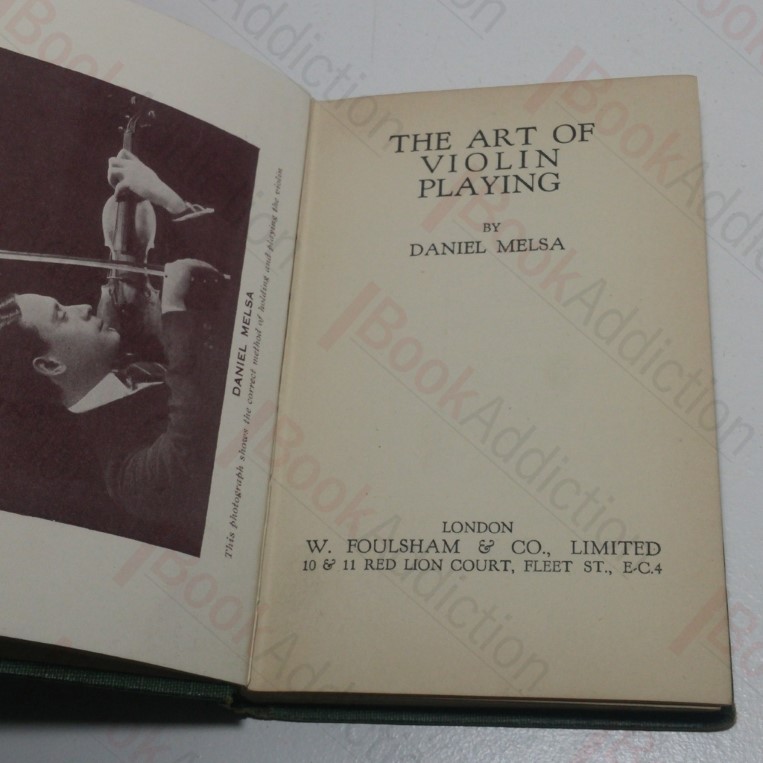 DANIEL MELSA
This photograph shows the correct method of holding and playing the violin
THE ART OF
VIOLIN
PLAYING
BY
DANIEL MELSA
LONDON
W. FOULSHAM & CO., LIMITED
10 & 11 RED LION COURT, FLEET ST., E.C.4
BookAddiction